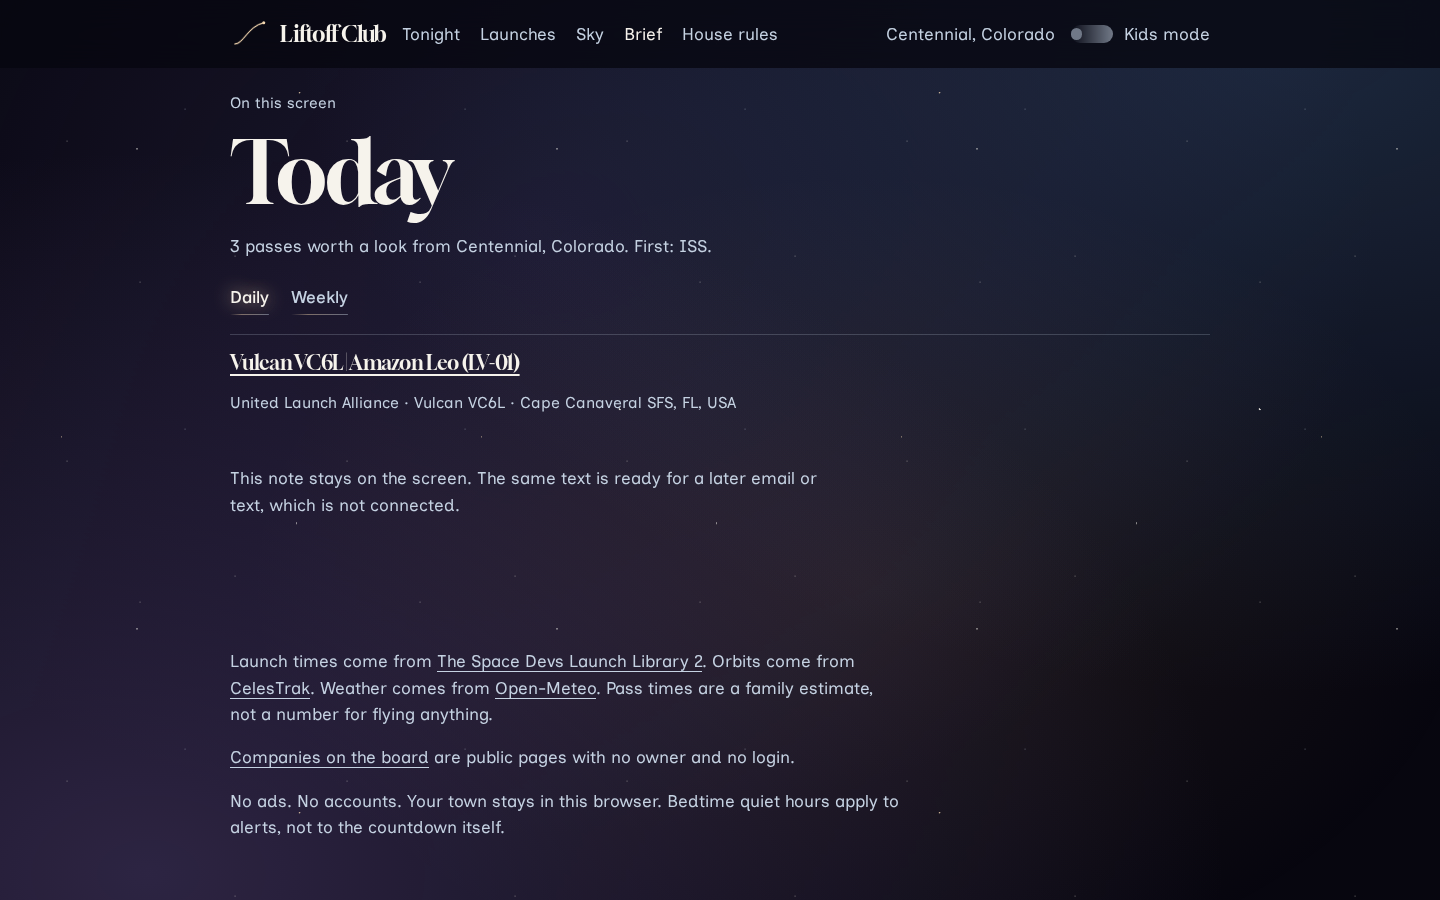 Liftoff Club Tonight Launches Sky Brief House rules Centennial, Colorado Kids mode
On this screen
Today
3 passes worth a look from Centennial, Colorado. First: ISS.
Daily Weekly
Vulcan VC6L | Amazon Leo (LV-01)
United Launch Alliance · Vulcan VC6L · Cape Canaveral SFS, FL, USA
This note stays on the screen. The same text is ready for a later email or
text, which is not connected.
Launch times come from The Space Devs Launch Library 2. Orbits come from
CelesTrak. Weather comes from Open-Meteo. Pass times are a family estimate,
not a number for flying anything.
Companies on the board are public pages with no owner and no login.
No ads. No accounts. Your town stays in this browser. Bedtime quiet hours apply to
alerts, not to the countdown itself.